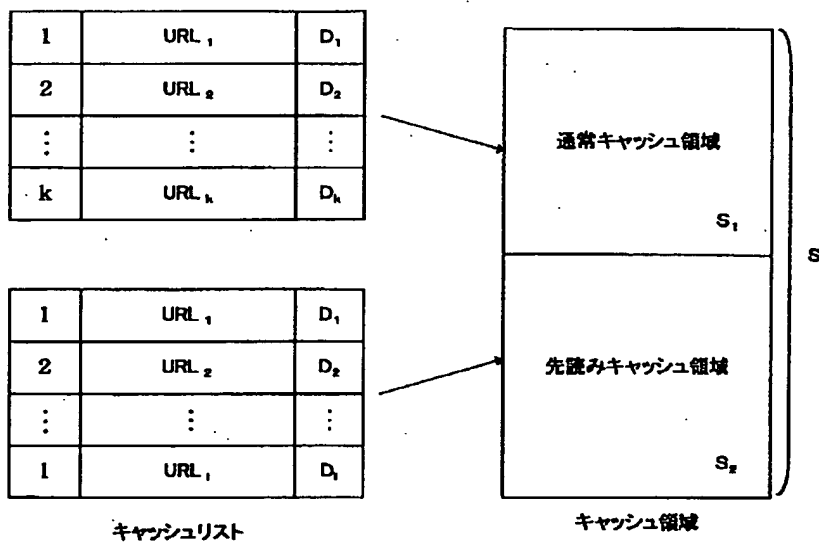 1 URL₁ D₁
2 URL₂ D₂
⋮ ⋮ ⋮
k URLₖ Dₖ
1 URL₁ D₁
2 URL₂ D₂
⋮ ⋮ ⋮
l URLₗ Dₗ
キャッシュリスト
通常キャッシュ領域
S₁
先読みキャッシュ領域
S₂
S
キャッシュ領域